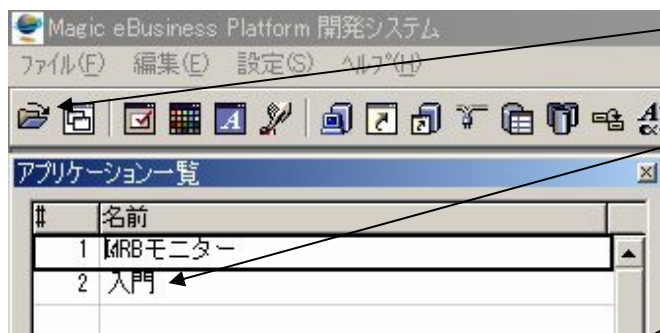 Magic eBusiness Platform 開発システム
ファイル(F) 編集(E) 設定(S) ヘルプ(H)
アプリケーション一覧
# 名前
1 MRBモニター
2 入門